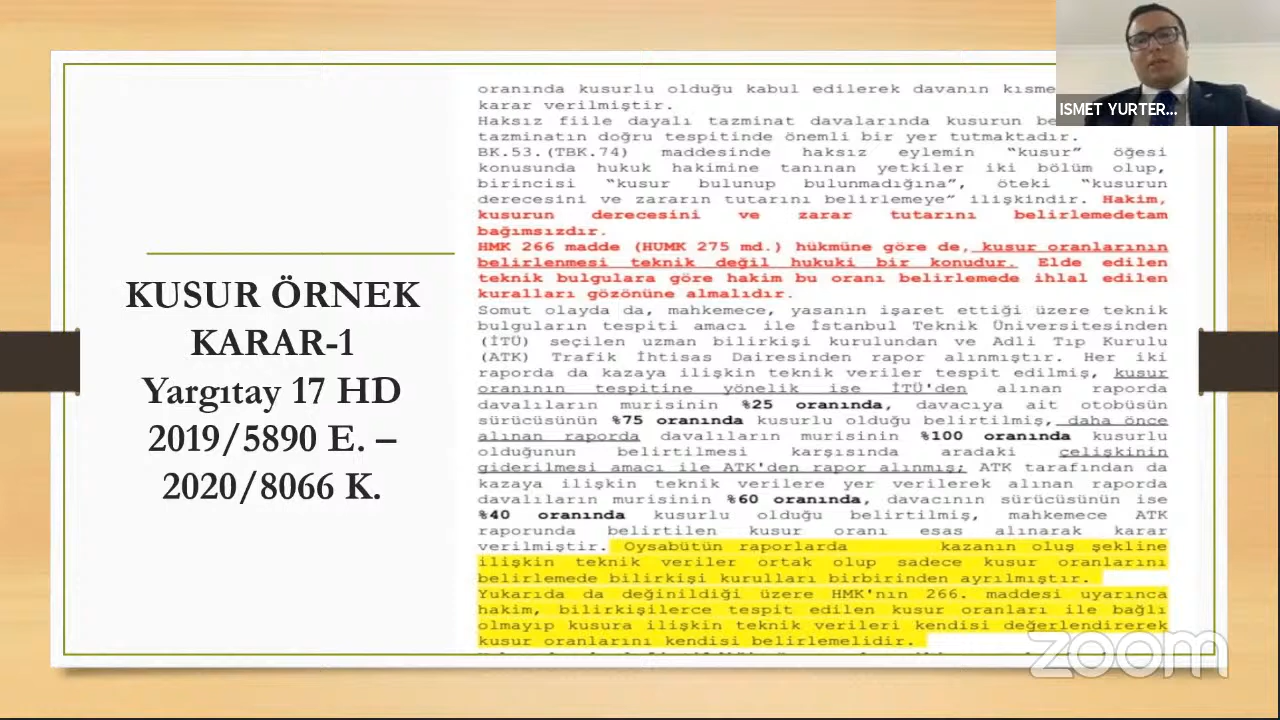 KUSUR ÖRNEK
KARAR-1
Yargıtay 17 HD
2019/5890 E. –
2020/8066 K.
oranında kusurlu olduğu kabul edilerek davanın kısme
karar verilmiştir.
Haksız fiile dayalı tazminat davalarında kusurun be
tazminatın doğru tespitinde önemli bir yer tutmaktadır.
BK.53.(TBK.74) maddesinde haksız eylemin “kusur” öğesi
konusunda hukuk hakimine tanınan yetkiler iki bölüm olup,
birincisi “kusur bulunup bulunmadığına”, öteki “kusurun
derecesini ve zararın tutarını belirlemeye” ilişkindir. Hakim,
kusurun derecesini ve zarar tutarını belirlemedetam
bağımsızdır.
HMK 266 madde (HUMK 275 md.) hükmüne göre de, kusur oranlarının
belirlenmesi teknik değil hukuki bir konudur. Elde edilen
teknik bulgulara göre hakim bu oranı belirlemede ihlal edilen
kuralları gözönüne almalıdır.
Somut olayda da, mahkemece, yasanın işaret ettiği üzere teknik
bulguların tespiti amacı ile İstanbul Teknik Üniversitesinden
(İTÜ) seçilen uzman bilirkişi kurulundan ve Adli Tıp Kurulu
(ATK) Trafik İhtisas Dairesinden rapor alınmıştır. Her iki
raporda da kazaya ilişkin teknik veriler tespit edilmiş, kusur
oranının tespitine yönelik ise İTÜ'den alınan raporda
davalıların murisinin %25 oranında, davacıya ait otobüsün
sürücüsünün %75 oranında kusurlu olduğu belirtilmiş, daha önce
alınan raporda davalıların murisinin %100 oranında kusurlu
olduğunun belirtilmesi karşısında aradaki çelişkinin
giderilmesi amacı ile ATK'den rapor alınmış; ATK tarafından da
kazaya ilişkin teknik verilere yer verilerek alınan raporda
davalıların murisinin %60 oranında, davacının sürücüsünün ise
%40 oranında kusurlu olduğu belirtilmiş, mahkemece ATK
raporunda belirtilen kusur oranı esas alınarak karar
verilmiştir. Oysabütün raporlarda kazanın oluş şekline
ilişkin teknik veriler ortak olup sadece kusur oranlarını
belirlemede bilirkişi kurulları birbirinden ayrılmıştır.
Yukarıda da değinildiği üzere HMK'nın 266. maddesi uyarınca
hakim, bilirkişilerce tespit edilen kusur oranları ile bağlı
olmayıp kusura ilişkin teknik verileri kendisi değerlendirerek
kusur oranlarını kendisi belirlemelidir.
ISMET YURTER...
zoom